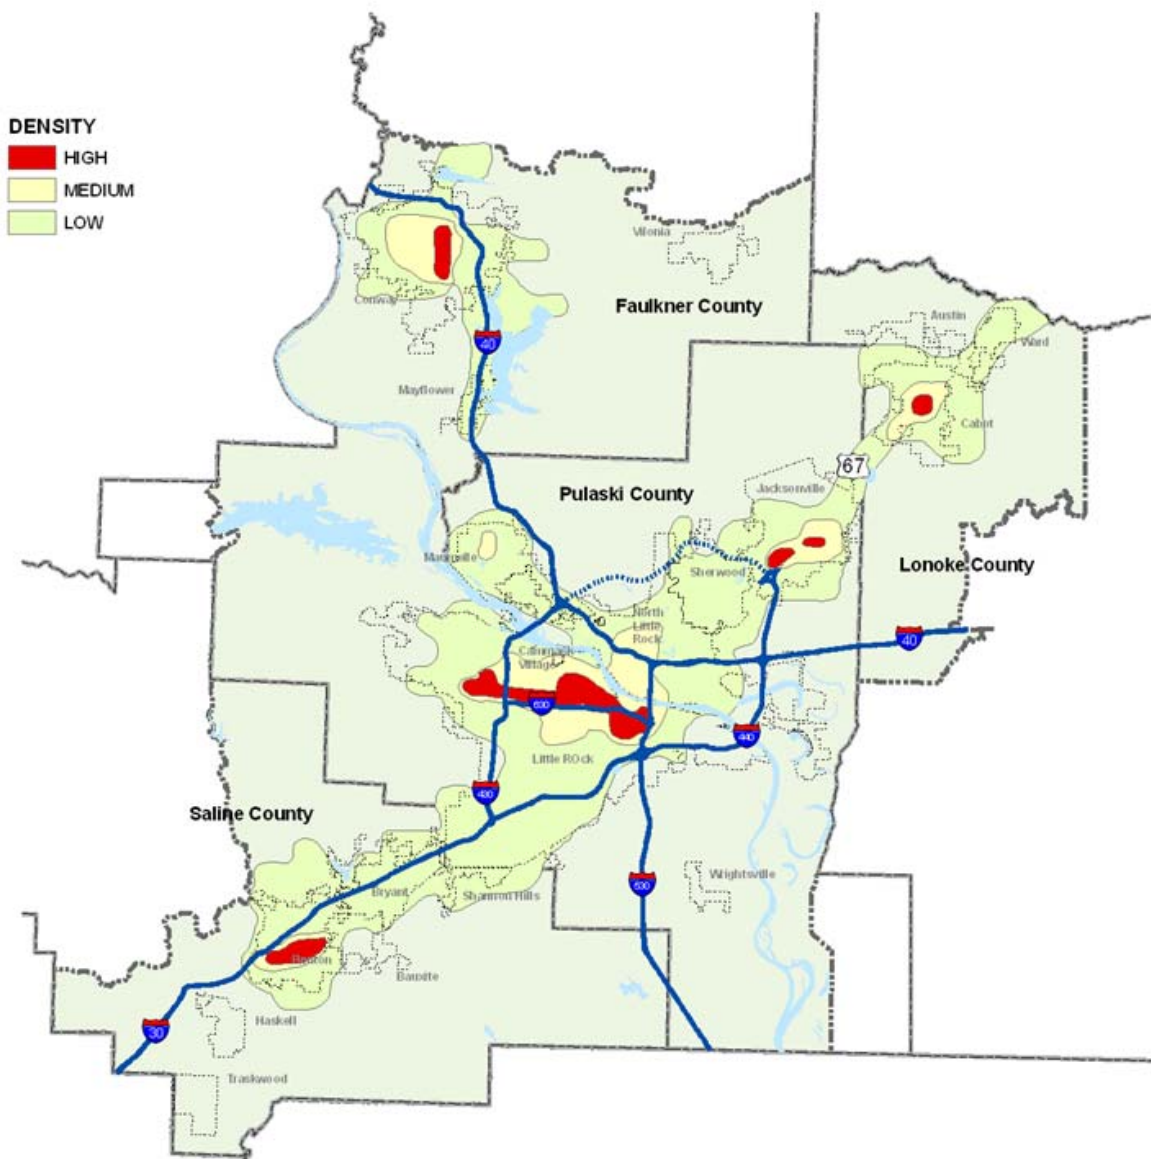 DENSITY
HIGH
MEDIUM
LOW
Vilonia
Conway
Faulkner County
Austin
Ward
40
Mayflower
Cabot
67
Pulaski County
Jacksonville
Maumelle
Sherwood
Lonoke County
North
Little
Rock
40
Cammack
Village
630
440
Little ROck
430
Saline County
Bryant
Shannon Hills
530
Wrightsville
Benton
Bauxite
Haskell
30
Traskwood